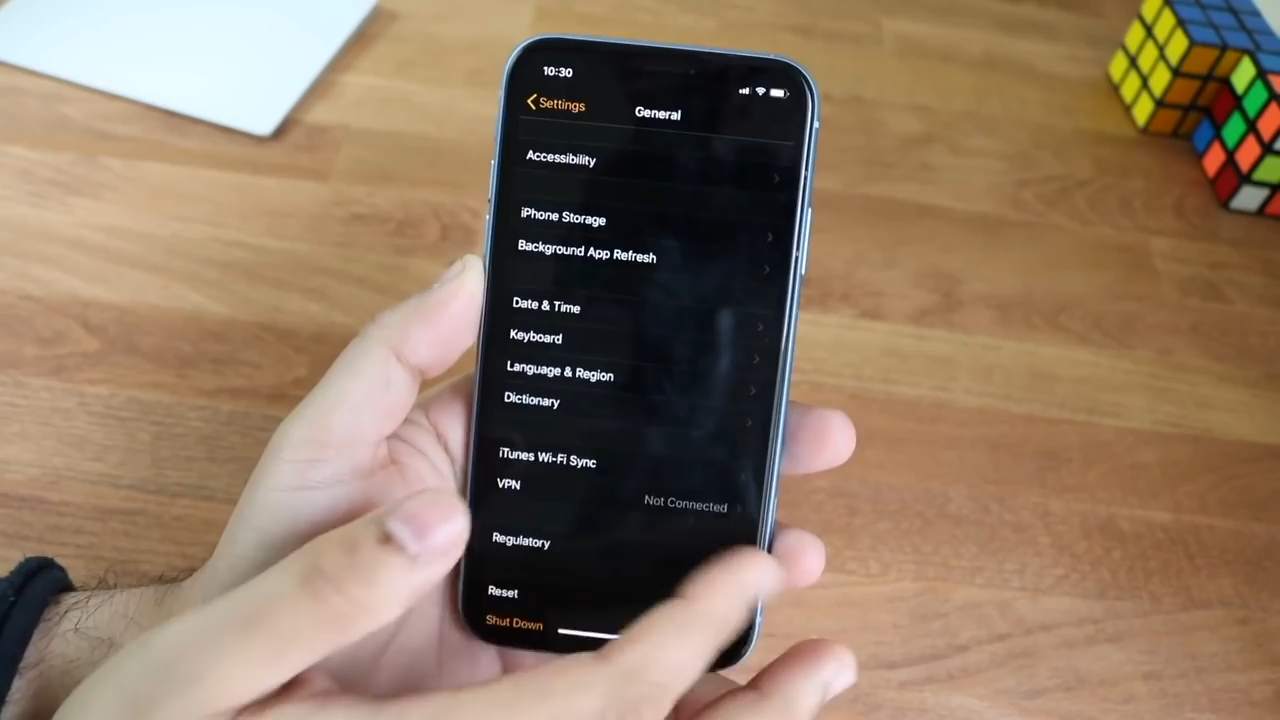 10:30
Settings
General
Accessibility
iPhone Storage
Background App Refresh
Date & Time
Keyboard
Language & Region
Dictionary
iTunes Wi-Fi Sync
VPN
Not Connected
Regulatory
Reset
Shut Down